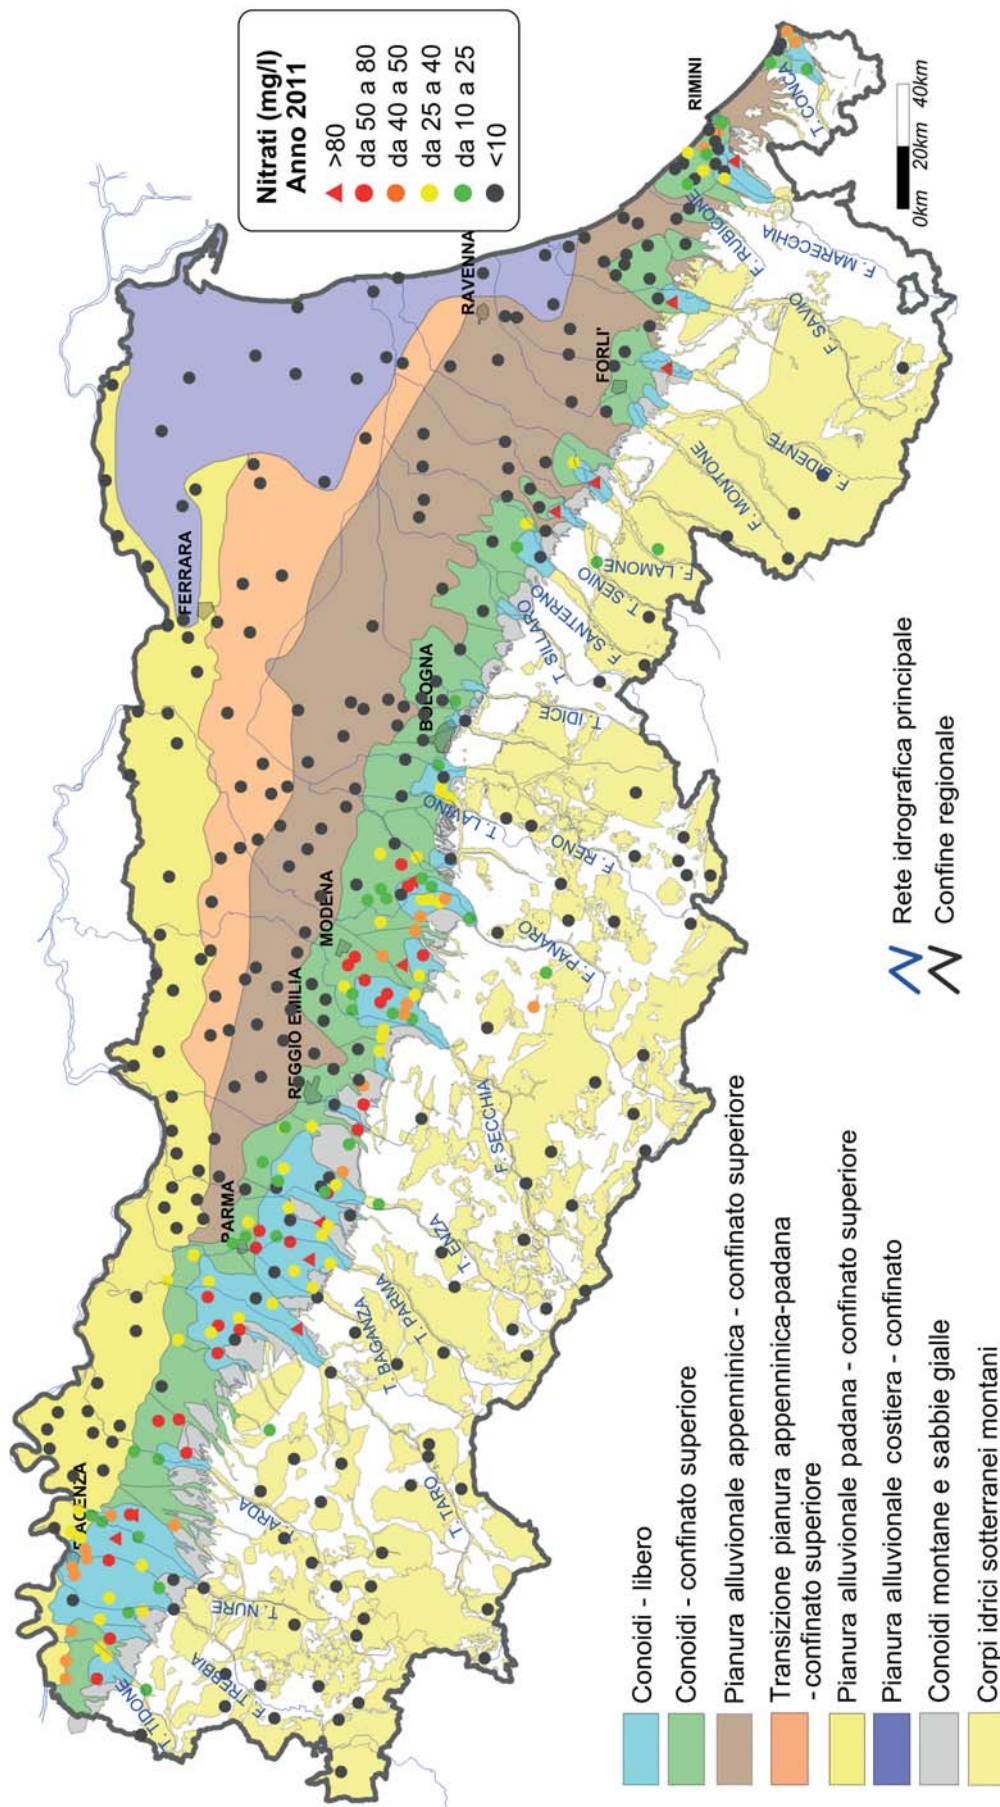 Nitrati (mg/l)
Anno 2011
>80
da 50 a 80
da 40 a 50
da 25 a 40
da 10 a 25
<10
PIACENZA
PARMA
REGGIO EMILIA
MODENA
BOLOGNA
FERRARA
RAVENNA
FORLI'
RIMINI
T. TIDONE
F. TREBBIA
T. NURE
T. ARDA
T. TARO
T. BAGANZA
T. PARMA
T. ENZA
F. SECCHIA
F. PANARO
F. RENO
T. LAVINO
T. IDICE
T. SILLARO
F. SANTERNO
T. SENIO
F. LAMONE
F. MONTONE
F. BIDENTE
F. SAVIO
F. RUBICONE
F. MARECCHIA
T. CONCA
0km 20km 40km
Conoidi - libero
Conoidi - confinato superiore
Pianura alluvionale appenninica - confinato superiore
Transizione pianura appenninica-padana
- confinato superiore
Pianura alluvionale padana - confinato superiore
Pianura alluvionale costiera - confinato
Conoidi montane e sabbie gialle
Corpi idrici sotterranei montani
Rete idrografica principale
Confine regionale